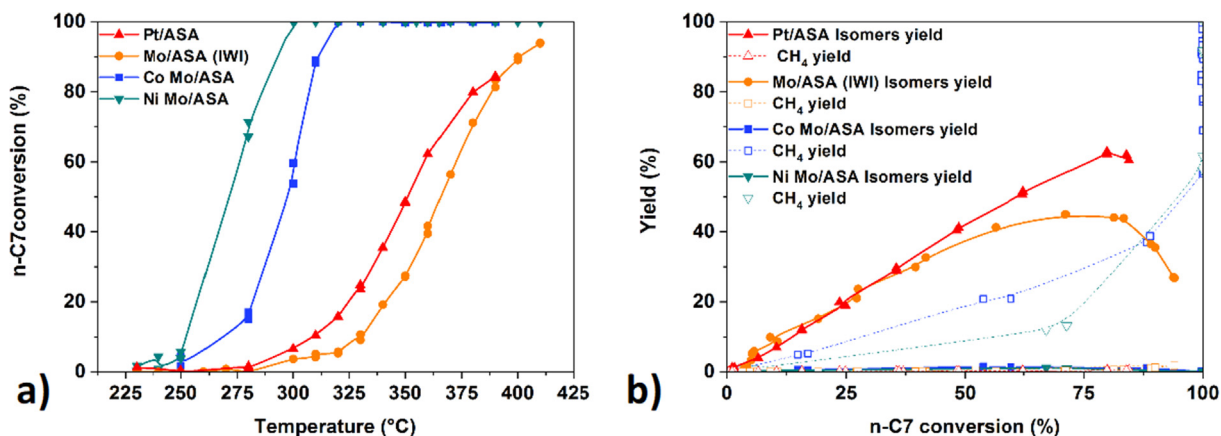 100
80
60
40
20
0
n-C7conversion (%)
Pt/ASA
Mo/ASA (IWI)
Co Mo/ASA
Ni Mo/ASA
225 250 275 300 325 350 375 400 425
Temperature (°C)
a)
100
80
60
40
20
0
Yield (%)
Pt/ASA Isomers yield
CH4 yield
Mo/ASA (IWI) Isomers yield
CH4 yield
Co Mo/ASA Isomers yield
CH4 yield
Ni Mo/ASA Isomers yield
CH4 yield
0 25 50 75 100
n-C7 conversion (%)
b)